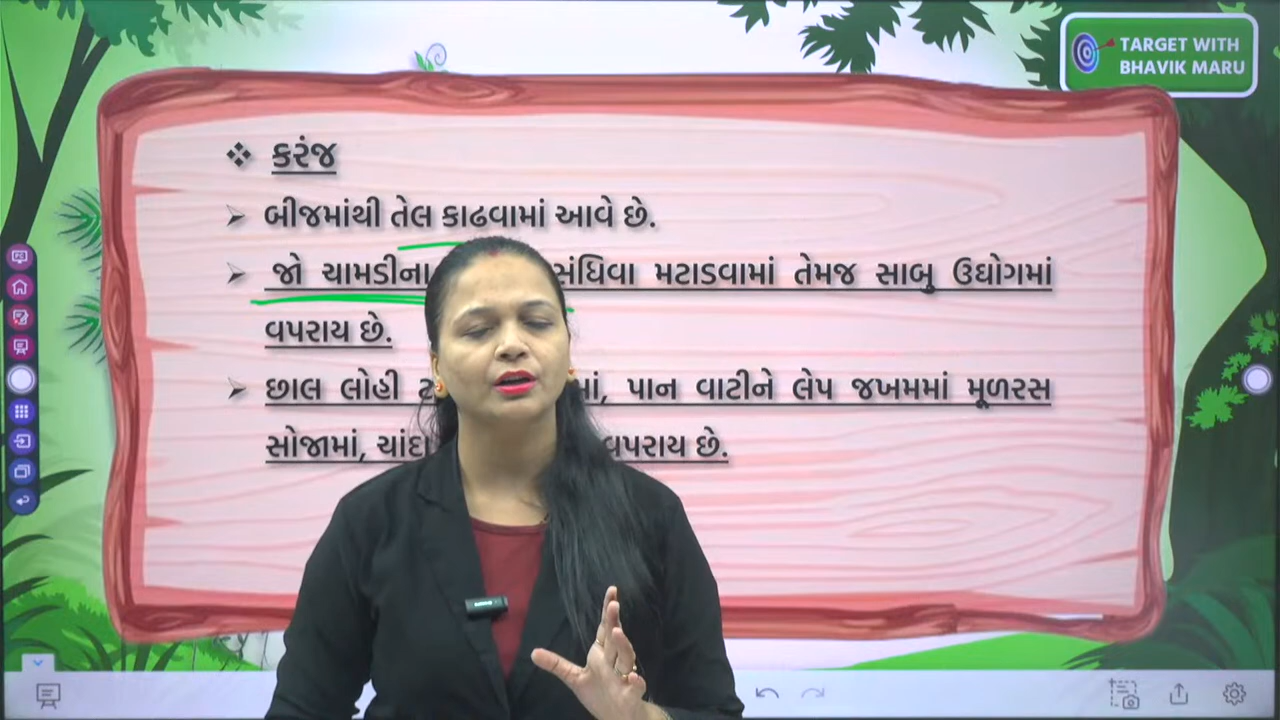 TARGET WITH
BHAVIK MARU
કરંજ
બીજમાંથી તેલ કાઢવામાં આવે છે.
જો ચામડીના સંધિવા મટાડવામાં તેમજ સાબુ ઉદ્યોગમાં
વપરાય છે.
છાલ લોહી પાન વાટીને લેપ જખમમાં મૂળરસ
સોજામાં, વપરાય છે.